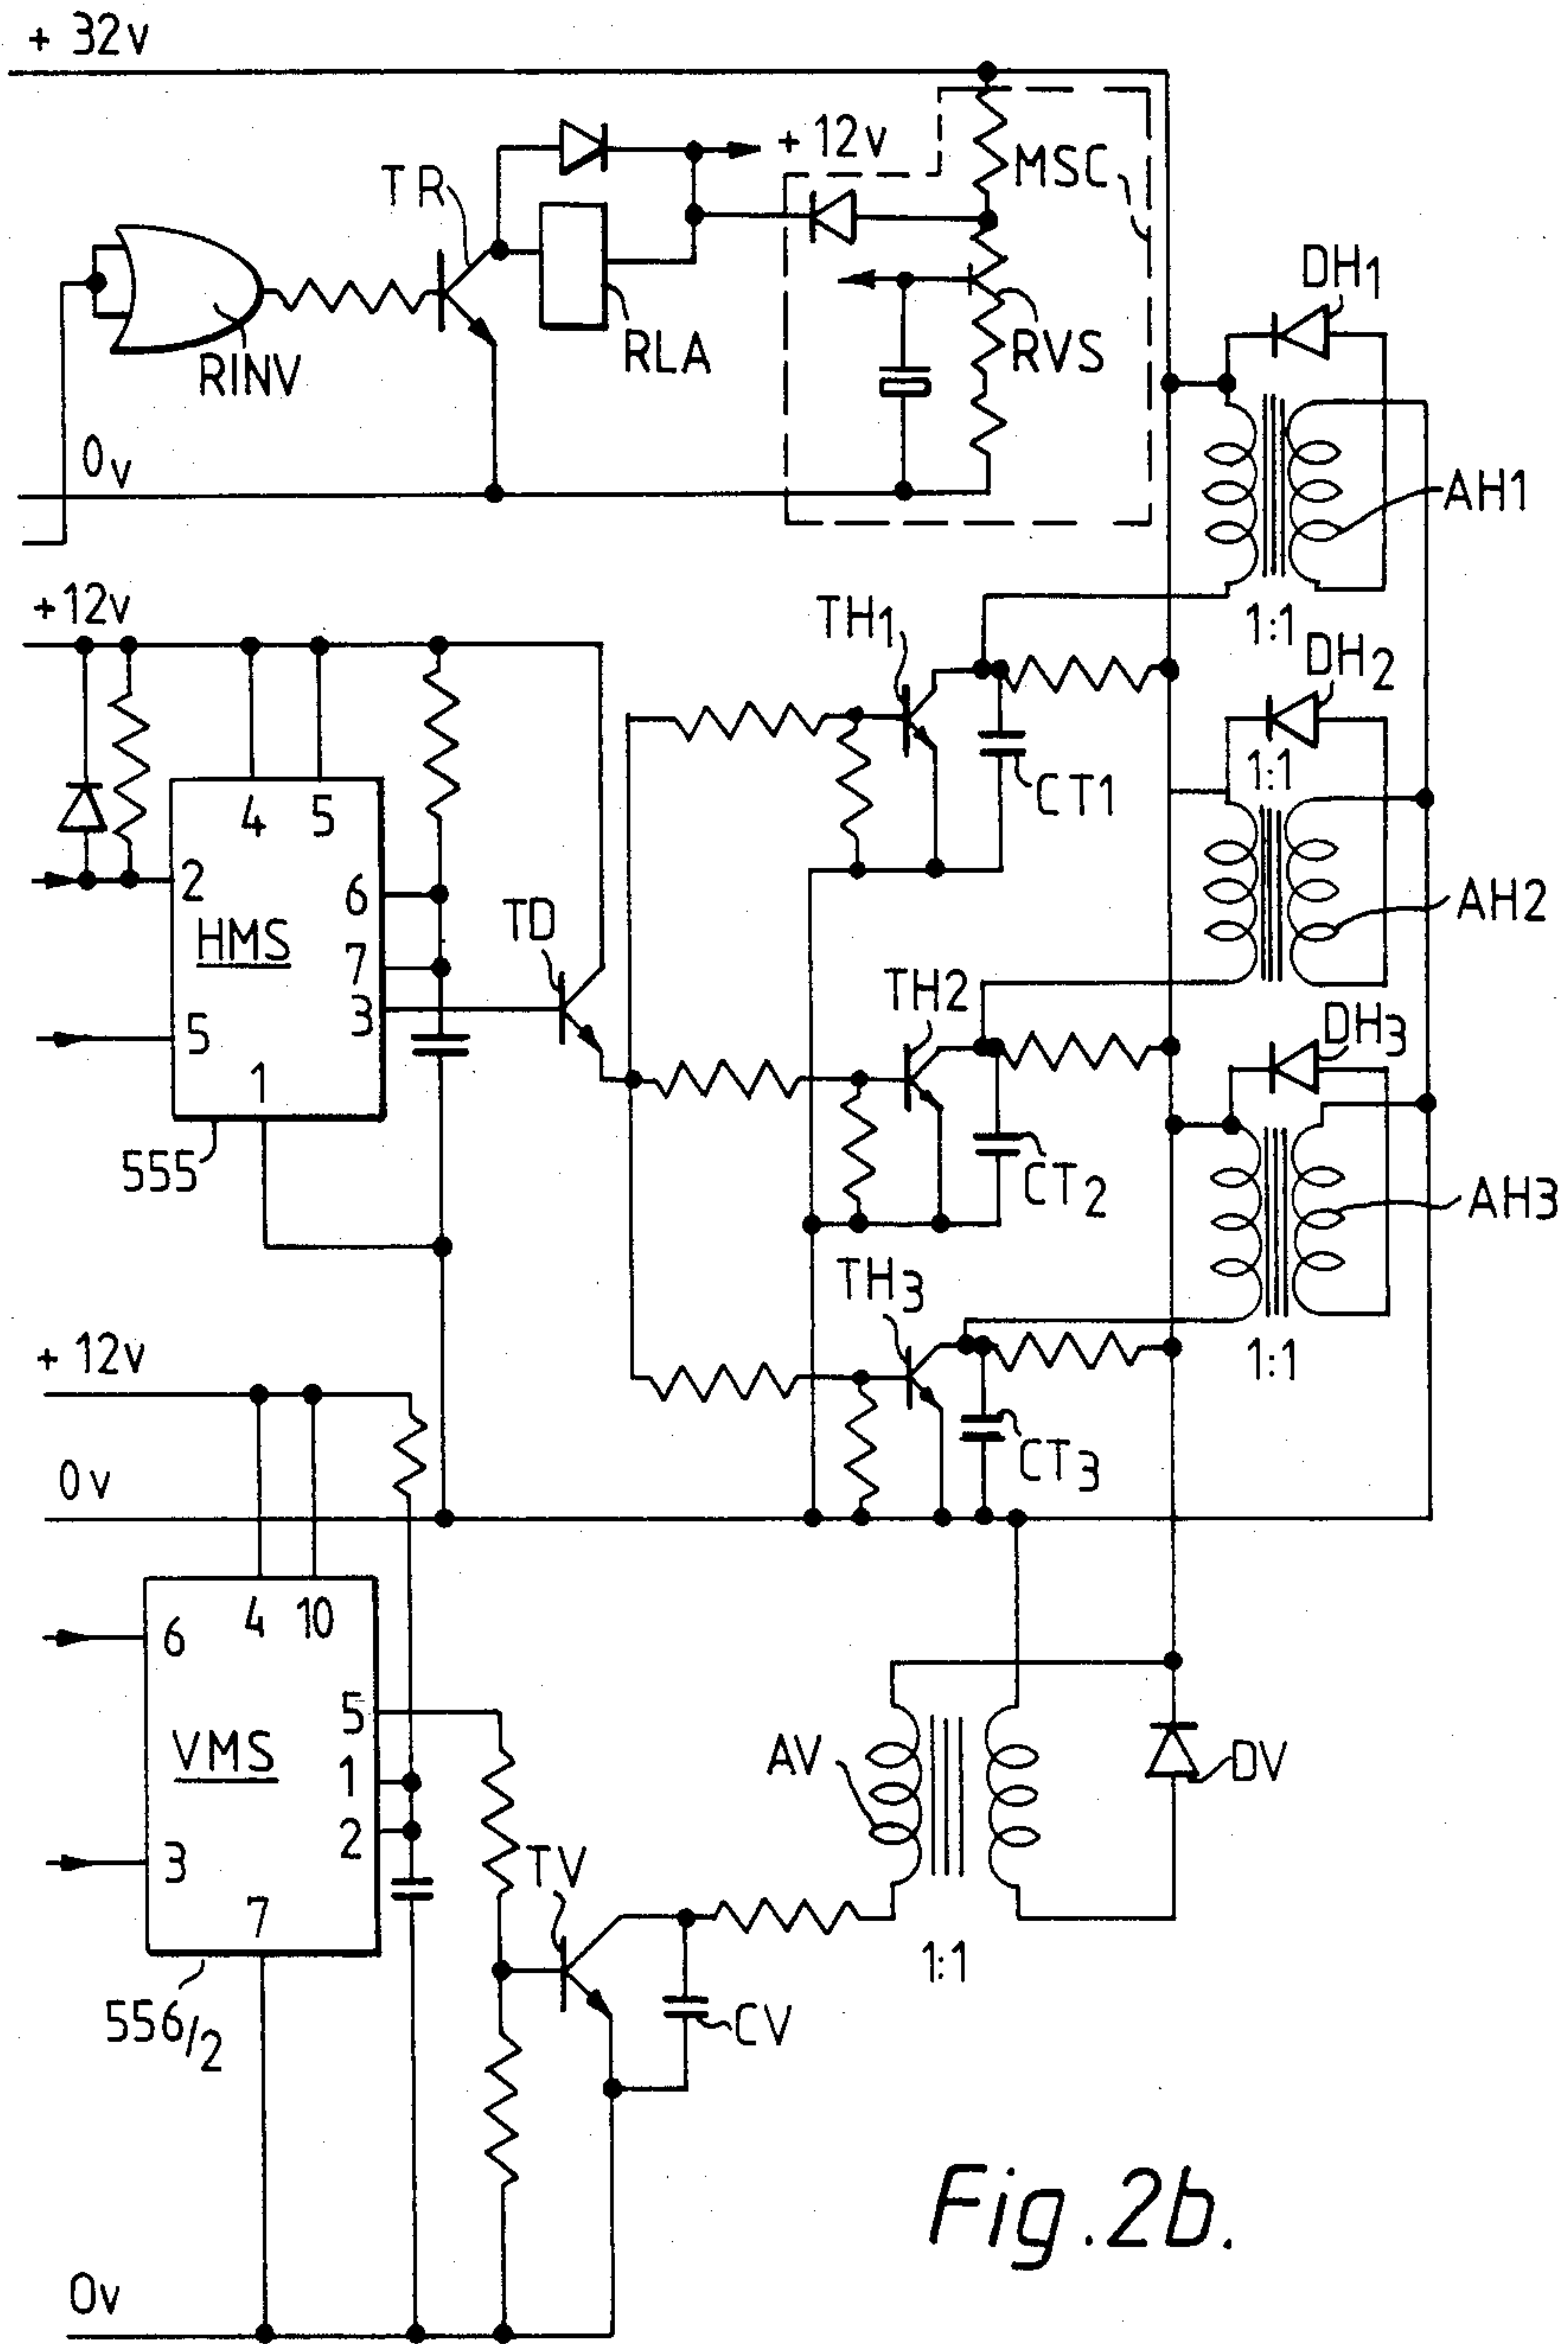 + 32v
+ 12v
TR
MSC
DH1
RINV
RLA
RVS
0v
AH1
+12v
TH1
1:1
DH2
4 5
CT1
1:1
2
6
HMS
TD
AH2
7
TH2
3
5
DH3
1
555
CT2
AH3
TH3
+ 12v
1:1
0v
CT3
4 10
6
5
VMS
AV
DV
1
2
3
TV
7
1:1
556/2
CV
Fig.2b.
0v